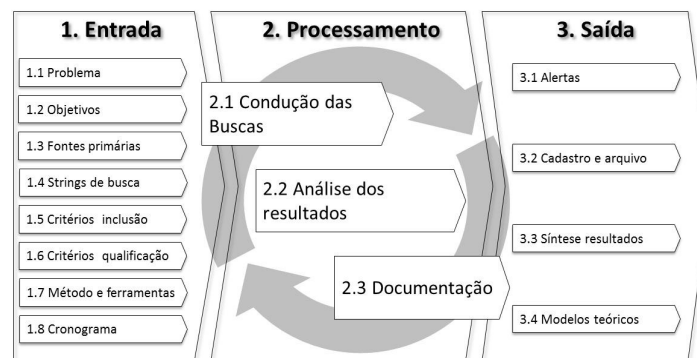 1. Entrada
1.1 Problema
1.2 Objetivos
1.3 Fontes primárias
1.4 Strings de busca
1.5 Critérios inclusão
1.6 Critérios qualificação
1.7 Método e ferramentas
1.8 Cronograma
2. Processamento
2.1 Condução das
Buscas
2.2 Análise dos
resultados
2.3 Documentação
3. Saída
3.1 Alertas
3.2 Cadastro e arquivo
3.3 Síntese resultados
3.4 Modelos teóricos